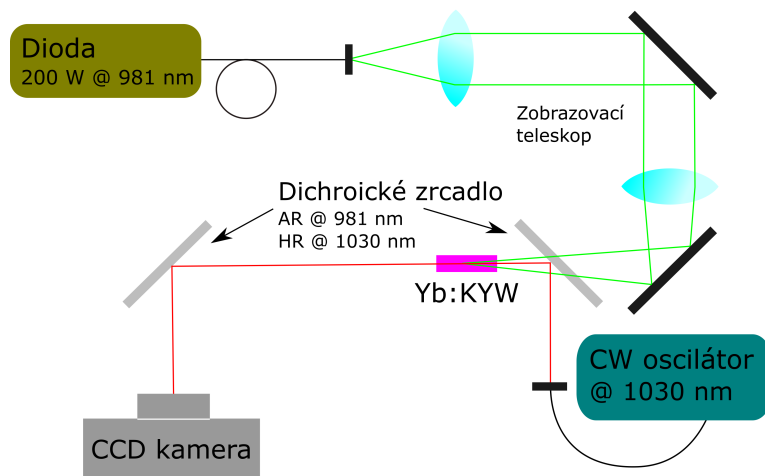 Dioda
200 W @ 981 nm
Zobrazovací
teleskop
Dichroické zrcadlo
AR @ 981 nm
HR @ 1030 nm
Yb:KYW
CW oscilátor
@ 1030 nm
CCD kamera